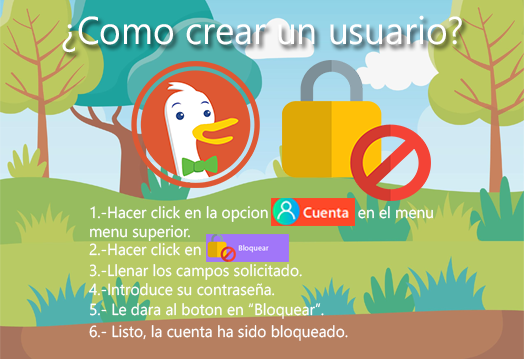 ¿Como crear un usuario?
1.-Hacer click en la opcion Cuenta en el menu
menu superior.
2.-Hacer click en Bloquear
3.-Llenar los campos solicitado.
4.-Introduce su contraseña.
5.- Le dara al boton en “Bloquear”.
6.- Listo, la cuenta ha sido bloqueado.